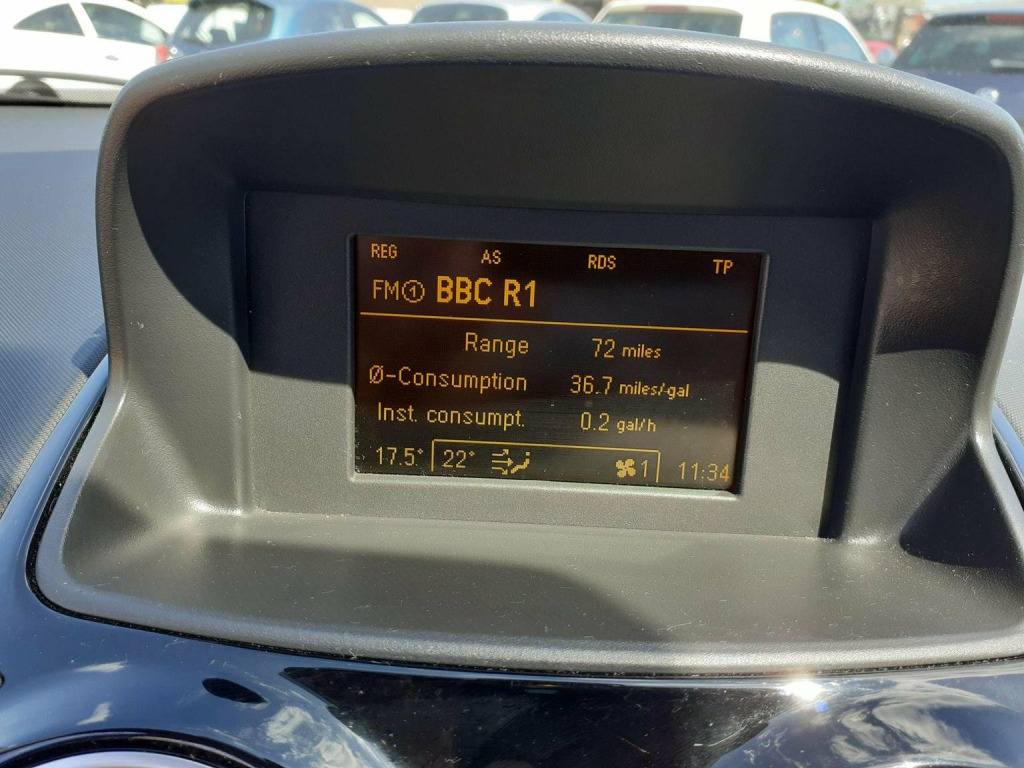 REG AS RDS TP
FM① BBC R1
Range 72 miles
Ø-Consumption 36.7 miles/gal
Inst. consumpt. 0.2 gal/h
17.5° 22° 1 11:34